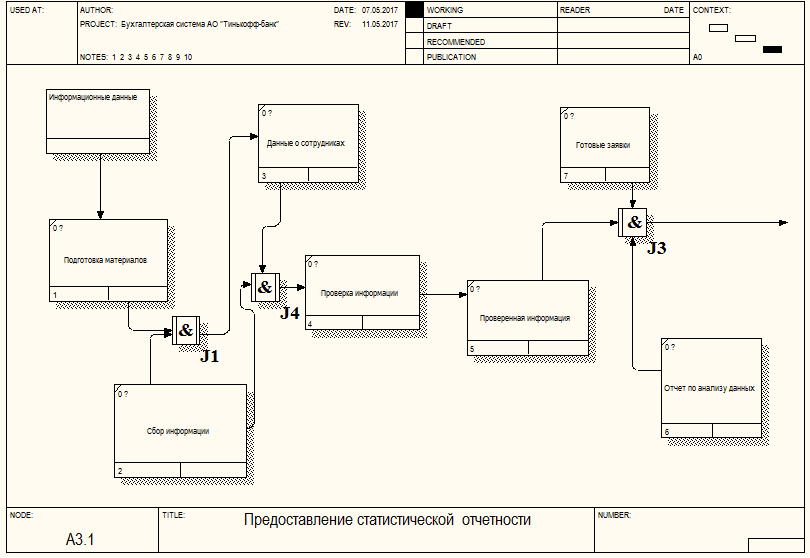 USED AT:
AUTHOR:
DATE: 07.05.2017
PROJECT: Бухгалтерская система АО "Тинькофф-банк"
REV: 11.05.2017
NOTES: 1 2 3 4 5 6 7 8 9 10
WORKING
DRAFT
RECOMMENDED
PUBLICATION
READER
DATE
CONTEXT:
A0
Информационные данные
0 ?
Данные о сотрудниках
3
0 ?
Готовые заявки
7
&
J3
0 ?
Подготовка материалов
1
&
J4
0 ?
Проверка информации
4
0 ?
Проверенная информация
5
&
J1
0 ?
Отчет по анализу данных
6
0 ?
Сбор информации
2
NODE:
A3.1
TITLE:
Предоставление статистической отчетности
NUMBER: